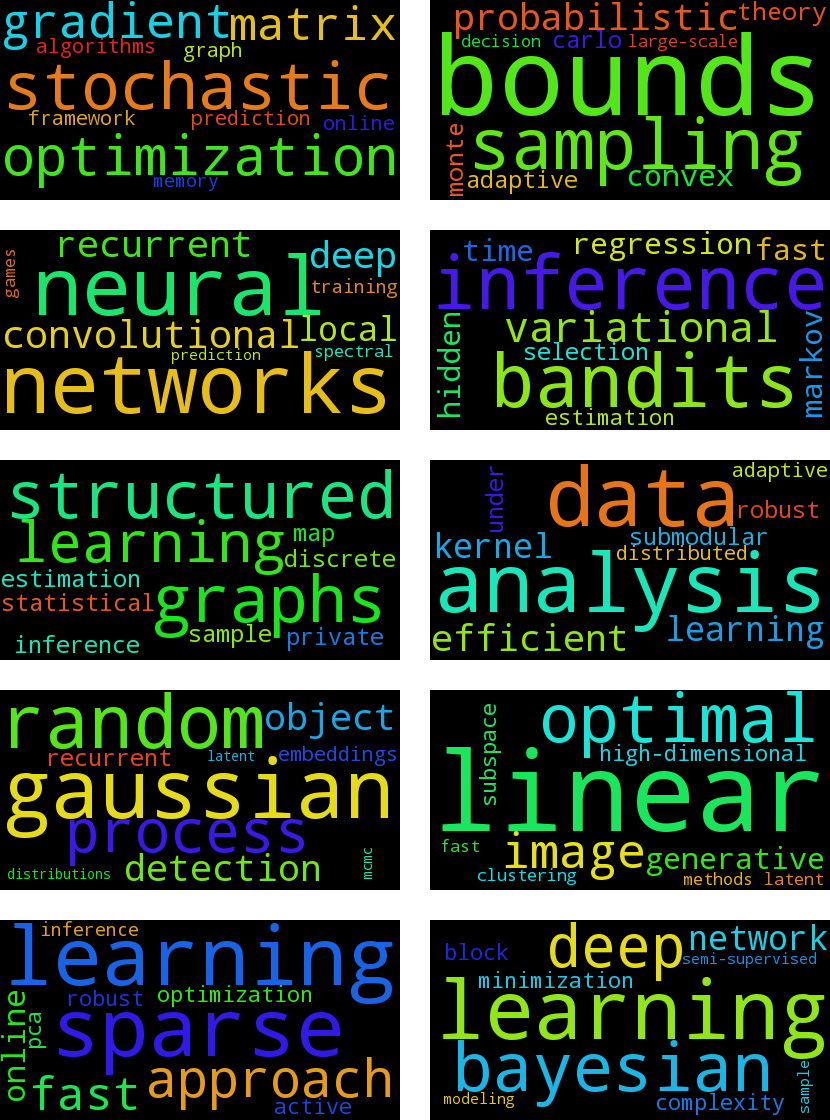 gradient matrix
algorithms graph
stochastic
framework prediction online
optimization
memory
probabilistic theory
decision carlo large-scale
bounds
monte sampling
adaptive convex
recurrent
games neural deep
training
convolutional local
prediction spectral
networks
time regression fast
inference
hidden variational markov
selection
bandits
estimation
structured
learning map
discrete
estimation
statistical graphs
sample private
inference
under data adaptive
robust
kernel submodular
distributed
analysis
efficient learning
random object
recurrent latent embeddings
gaussian
process
distributions detection mcmc
subspace optimal
high-dimensional
linear
fast image generative
clustering methods latent
inference
learning
robust optimization
online pca sparse
fast approach
active
block deep network
semi-supervised
minimization
learning
bayesian
modeling complexity sample